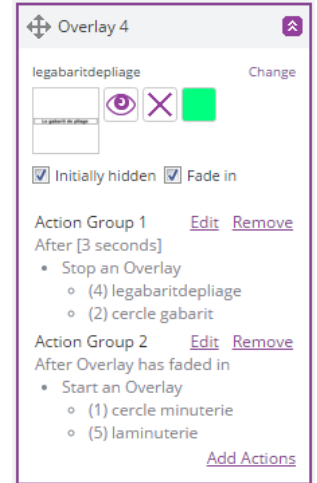 Overlay 4
legabaritdepliage Change
Le gabarit de pliage
Initially hidden Fade in
Action Group 1 Edit Remove
After [3 seconds]
Stop an Overlay
(4) legabaritdepliage
(2) cercle gabarit
Action Group 2 Edit Remove
After Overlay has faded in
Start an Overlay
(1) cercle minuterie
(5) laminuterie
Add Actions